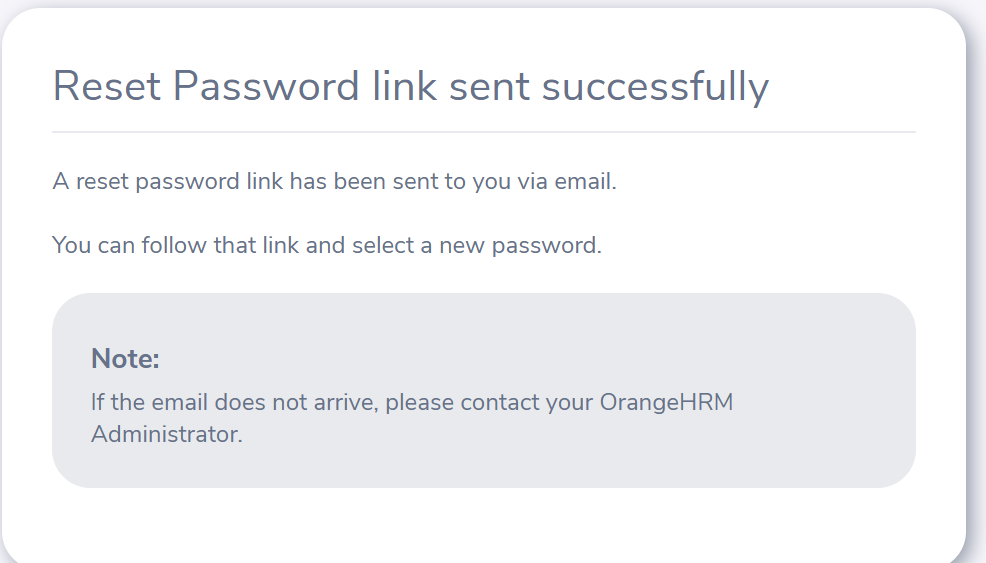 Reset Password link sent successfully
A reset password link has been sent to you via email.
You can follow that link and select a new password.
Note:
If the email does not arrive, please contact your OrangeHRM
Administrator.